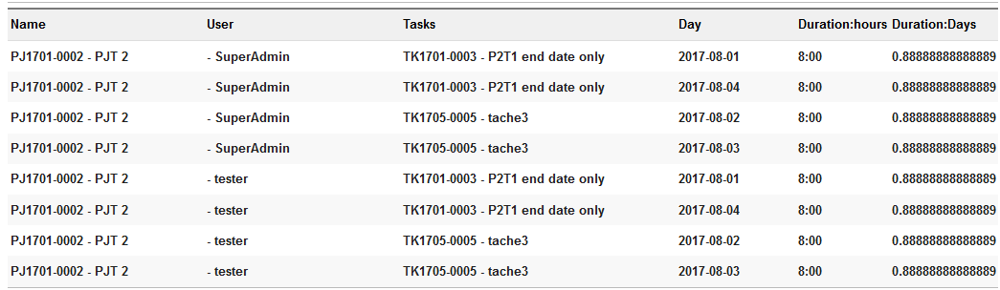 Name User Tasks Day Duration:hours Duration:Days
PJ1701-0002 - PJT 2 - SuperAdmin TK1701-0003 - P2T1 end date only 2017-08-01 8:00 0.88888888888889
PJ1701-0002 - PJT 2 - SuperAdmin TK1701-0003 - P2T1 end date only 2017-08-04 8:00 0.88888888888889
PJ1701-0002 - PJT 2 - SuperAdmin TK1705-0005 - tache3 2017-08-02 8:00 0.88888888888889
PJ1701-0002 - PJT 2 - SuperAdmin TK1705-0005 - tache3 2017-08-03 8:00 0.88888888888889
PJ1701-0002 - PJT 2 - tester TK1701-0003 - P2T1 end date only 2017-08-01 8:00 0.88888888888889
PJ1701-0002 - PJT 2 - tester TK1701-0003 - P2T1 end date only 2017-08-04 8:00 0.88888888888889
PJ1701-0002 - PJT 2 - tester TK1705-0005 - tache3 2017-08-02 8:00 0.88888888888889
PJ1701-0002 - PJT 2 - tester TK1705-0005 - tache3 2017-08-03 8:00 0.88888888888889